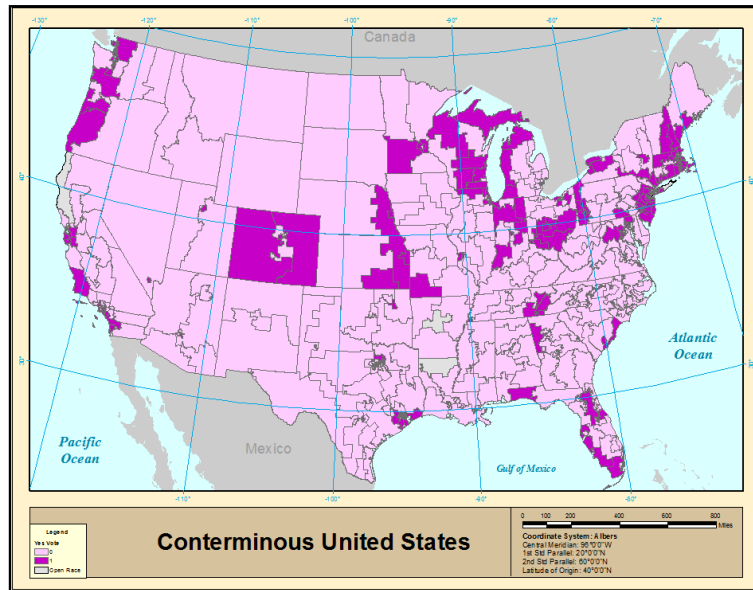 -130°
-120°
-110°
-100°
-90°
-80°
-70°
Canada
40°
40°
30°
30°
Atlantic
Ocean
Pacific
Ocean
Mexico
Gulf of Mexico
-110°
-100°
-90°
-80°
Legend
Yes Vote
0
1
Open Race
Conterminous United States
0 100 200 400 600 800
Miles
Coordinate System: Albers
Central Meridian: 96°0'0"W
1st Std Parallel: 20°0'0"N
2nd Std Parallel: 60°0'0"N
Latitude of Origin: 40°0'0"N